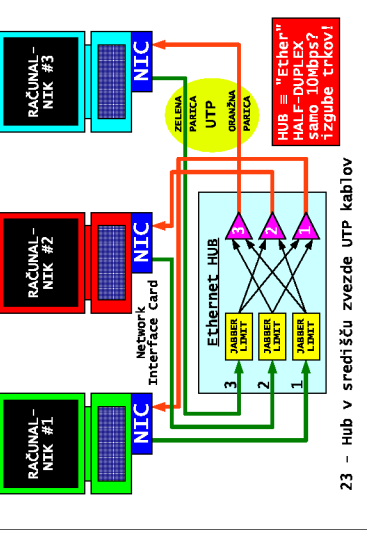 RAČUNAL-
NIK #1
NIC
RAČUNAL-
NIK #2
NIC
RAČUNAL-
NIK #3
NIC
Network
Interface Card
ZELENA
PARICA
UTP
ORANŽNA
PARICA
HUB ≡ "Ether"
HALF-DUPLEX
samo 10Mbps?
izgube trkov!
Ethernet HUB
1
2
3
JABBER
LIMIT
JABBER
LIMIT
JABBER
LIMIT
1
2
3
23 - Hub v središču zvezde UTP kablov